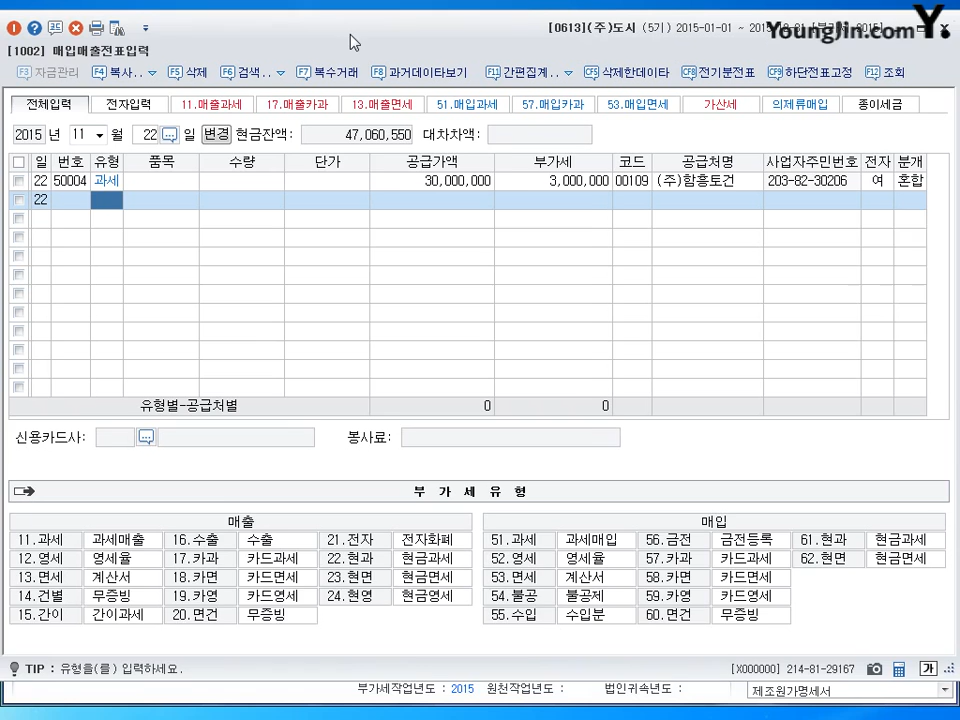 [0613](주)도시 (5기) 2015-01-01 ~
Younglin.com Y.
[1002] 매입매출전표입력
F3 자금관리 F4 복사.. F5 삭제 F6 검색.. F7 복수거래 F8 과거데이타보기 F11 간편집계.. CF5 삭제한데이타 CF8 전기분전표 CF9 하단전표고정 F12 조회
전체입력 전자입력 11.매출과세 17.매출카과 13.매출면세 51.매입과세 57.매입카과 53.매입면세 가산세 의제류매입 종이세금
2015 년 11 월 22 일 변경 현금잔액: 47,060,550 대차차액:
일 번호 유형 품목 수량 단가 공급가액 부가세 코드 공급처명 사업자주민번호 전자 분개
22 50004 과세 30,000,000 3,000,000 00109 (주)함흥토건 203-82-30206 여 혼합
22
유형별-공급처별 0 0
신용카드사: 봉사료:
부 가 세 유 형
매출 매입
11.과세 과세매출 16.수출 수출 21.전자 전자화폐 51.과세 과세매입 56.금전 금전등록 61.현과 현금과세
12.영세 영세율 17.카과 카드과세 22.현과 현금과세 52.영세 영세율 57.카과 카드과세 62.현면 현금면세
13.면세 계산서 18.카면 카드면세 23.현면 현금면세 53.면세 계산서 58.카면 카드면세
14.건별 무증빙 19.카영 카드영세 24.현영 현금영세 54.불공 불공제 59.카영 카드영세
15.간이 간이과세 20.면건 무증빙 55.수입 수입분 60.면건 무증빙
TIP : 유형을(를) 입력하세요. [X000000] 214-81-29167 가
부가세작업년도 : 2015 원천작업년도 : 법인귀속년도 : 제조원가명세서